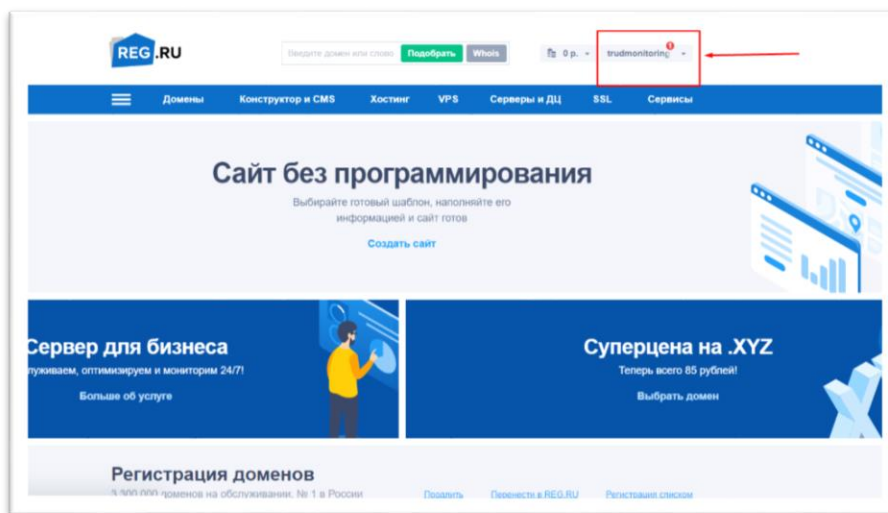 REG.RU
Введите домен или слово
Подобрать
Whois
0 р.
trudmonitoring
Домены
Конструктор и CMS
Хостинг
VPS
Серверы и ДЦ
SSL
Сервисы
Сайт без программирования
Выбирайте готовый шаблон, наполняйте его
информацией и сайт готов
Создать сайт
Сервер для бизнеса
луживаем, оптимизируем и мониторим 24/7!
Больше об услуге
Суперцена на .XYZ
Теперь всего 85 рублей!
Выбрать домен
Регистрация доменов
3 300 000 доменов на обслуживании. № 1 в России
Продлить
Перенести в REG.RU
Регистрация списком